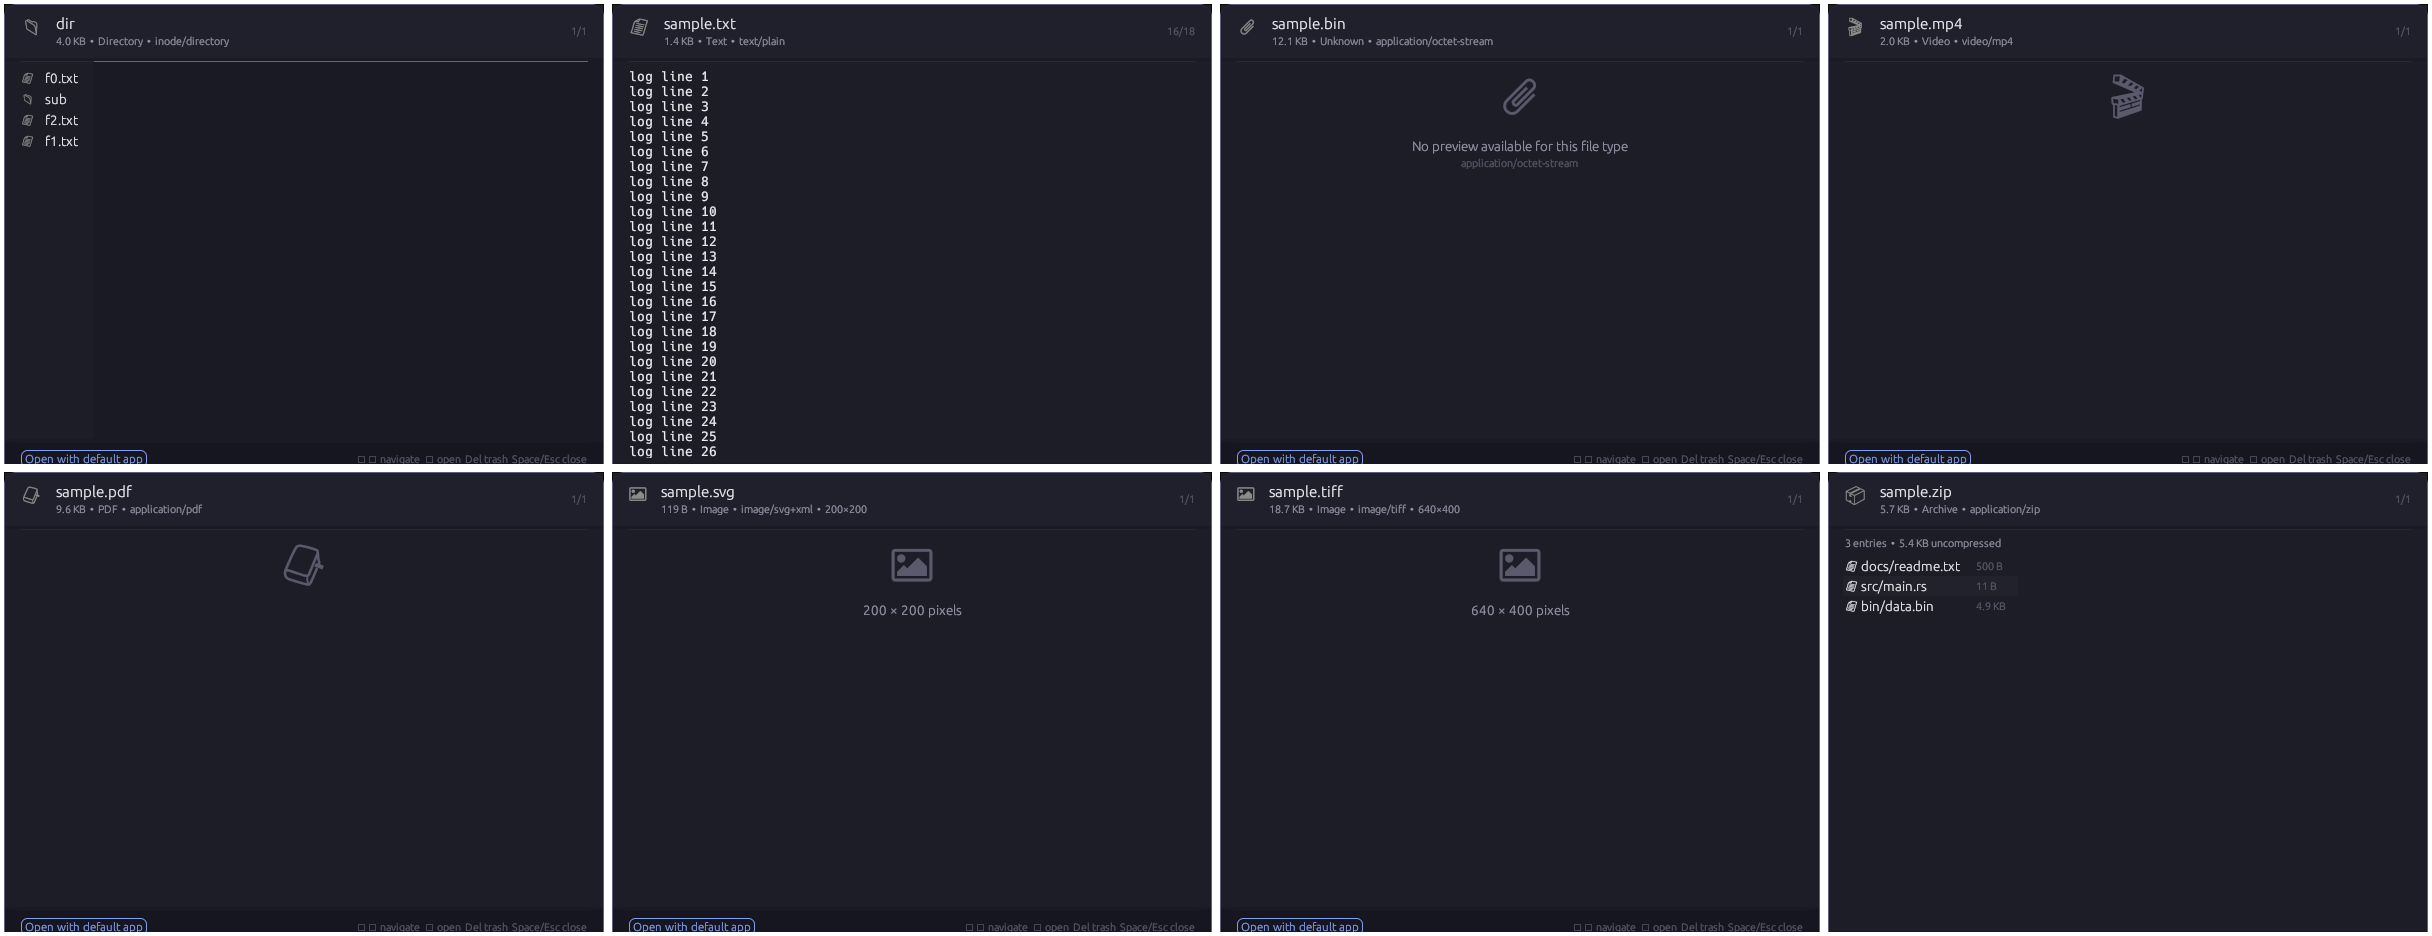 dir
4.0 KB • Directory • inode/directory
1/1
f0.txt
sub
f2.txt
f1.txt
Open with default app
navigate open Del trash Space/Esc close
sample.txt
1.4 KB • Text • text/plain
16/18
log line 1
log line 2
log line 3
log line 4
log line 5
log line 6
log line 7
log line 8
log line 9
log line 10
log line 11
log line 12
log line 13
log line 14
log line 15
log line 16
log line 17
log line 18
log line 19
log line 20
log line 21
log line 22
log line 23
log line 24
log line 25
log line 26
sample.bin
12.1 KB • Unknown • application/octet-stream
1/1
No preview available for this file type
application/octet-stream
Open with default app
navigate open Del trash Space/Esc close
sample.mp4
2.0 KB • Video • video/mp4
1/1
Open with default app
navigate open Del trash Space/Esc close
sample.pdf
9.6 KB • PDF • application/pdf
1/1
Open with default app
navigate open Del trash Space/Esc close
sample.svg
119 B • Image • image/svg+xml • 200×200
1/1
200 × 200 pixels
Open with default app
navigate open Del trash Space/Esc close
sample.tiff
18.7 KB • Image • image/tiff • 640×400
1/1
640 × 400 pixels
Open with default app
navigate open Del trash Space/Esc close
sample.zip
5.7 KB • Archive • application/zip
1/1
3 entries • 5.4 KB uncompressed
docs/readme.txt 500 B
src/main.rs 11 B
bin/data.bin 4.9 KB